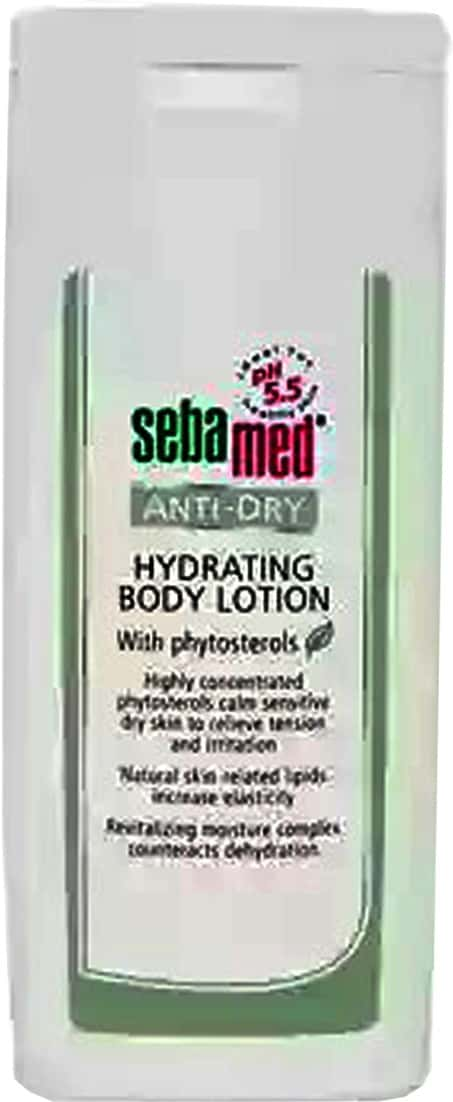 pH
5.5
sebamed
ANTI-DRY
HYDRATING
BODY LOTION
With phytosterols
Highly concentrated
phytosterols calm sensitive
dry skin to relieve tension
and irritation
Natural skin related lipids
increase elasticity
Revitalizing moisture complex
counteracts dehydration